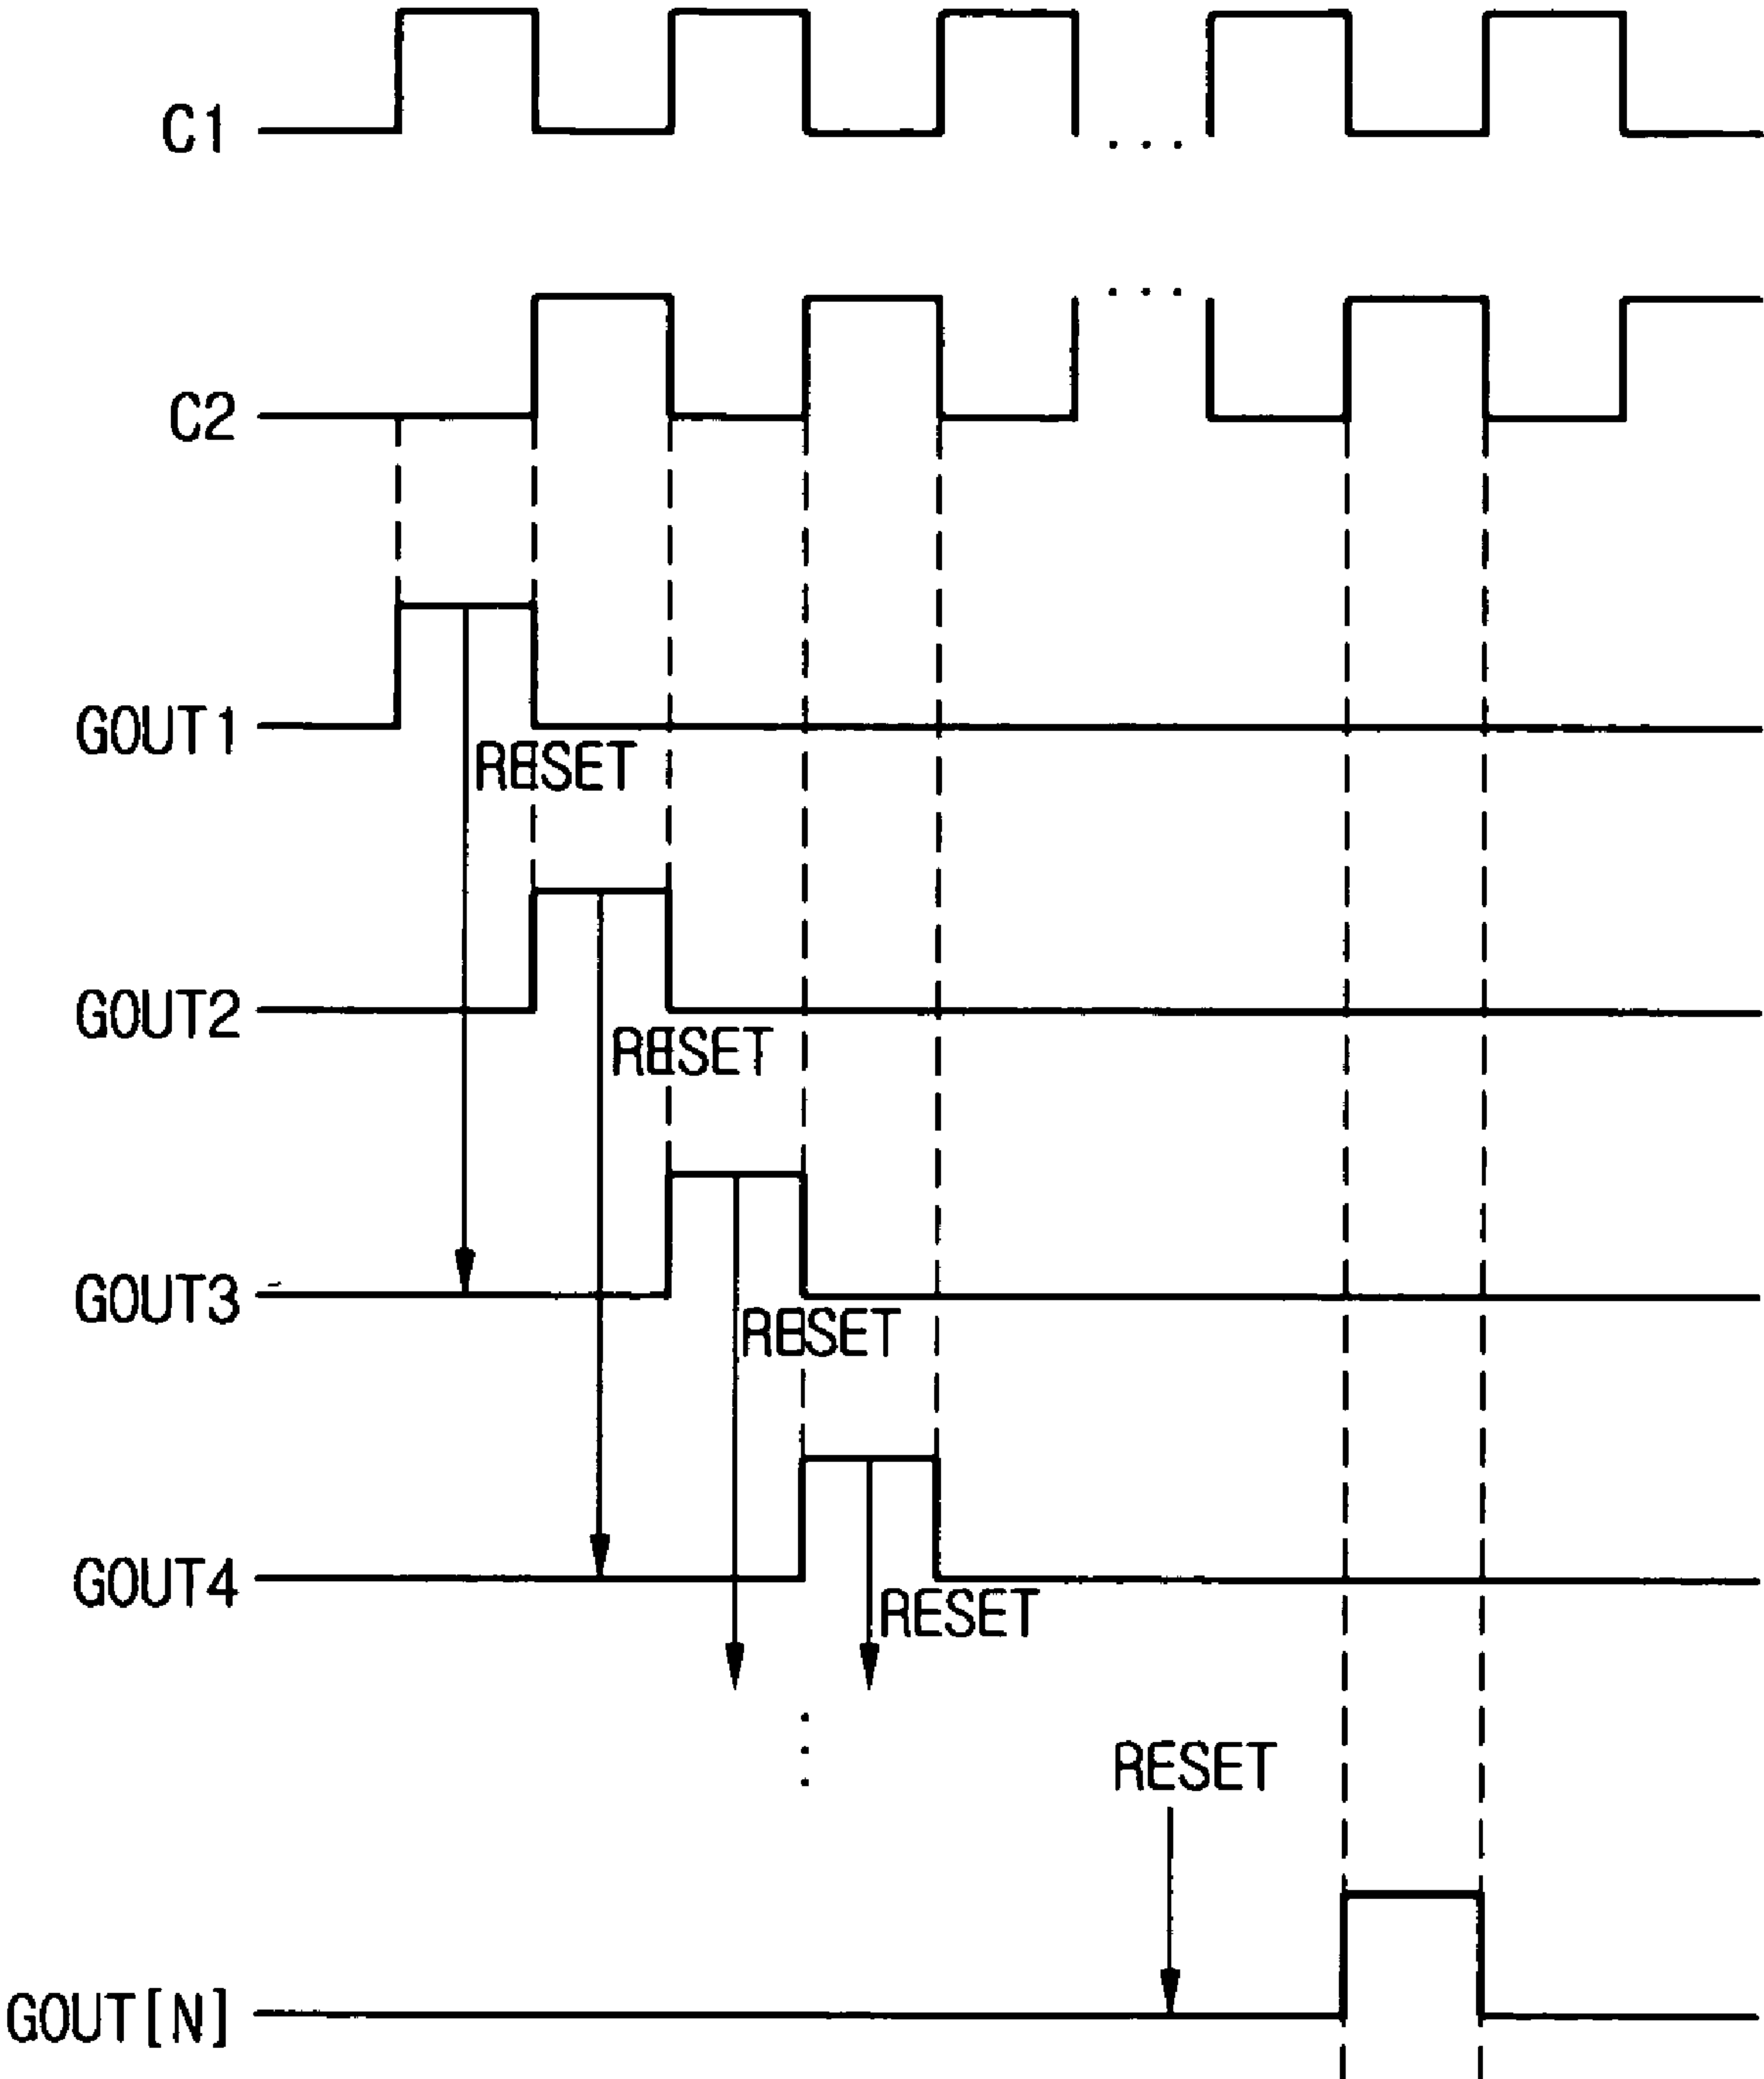 C1
...
...
C2
GOUT1
RESET
GOUT2
RESET
GOUT3
RESET
GOUT4
RESET
RESET
GOUT[N]